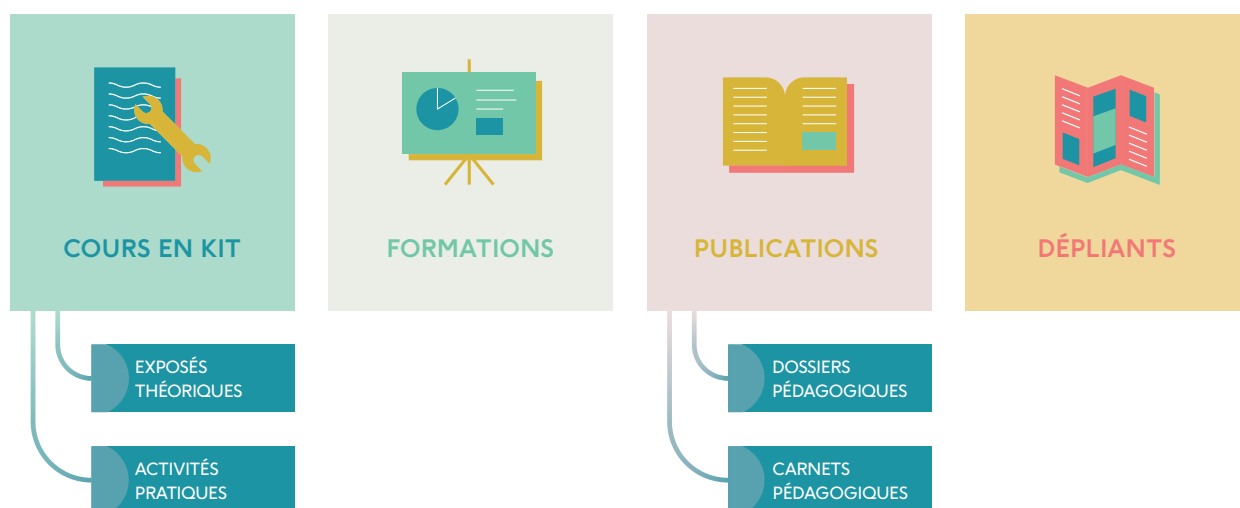 COURS EN KIT
FORMATIONS
PUBLICATIONS
DÉPLIANTS
EXPOSÉS
THÉORIQUES
DOSSIERS
PÉDAGOGIQUES
ACTIVITÉS
PRATIQUES
CARNETS
PÉDAGOGIQUES